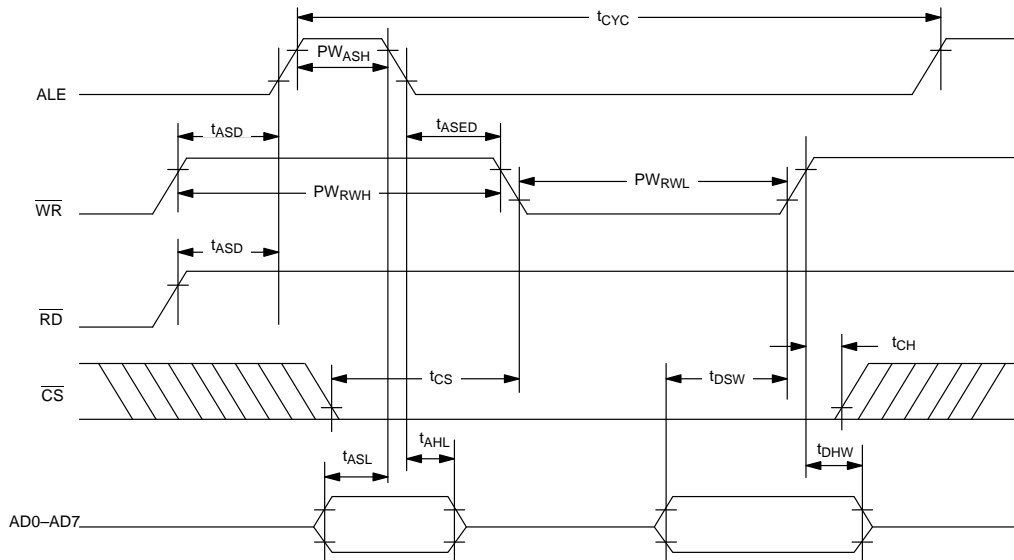 tCYC
PWASH
ALE
tASD
tASED
PWRWH
PWRWL
WR
tASD
RD
tCH
tCS
tDSW
CS
tAHL
tASL
tDHW
AD0–AD7